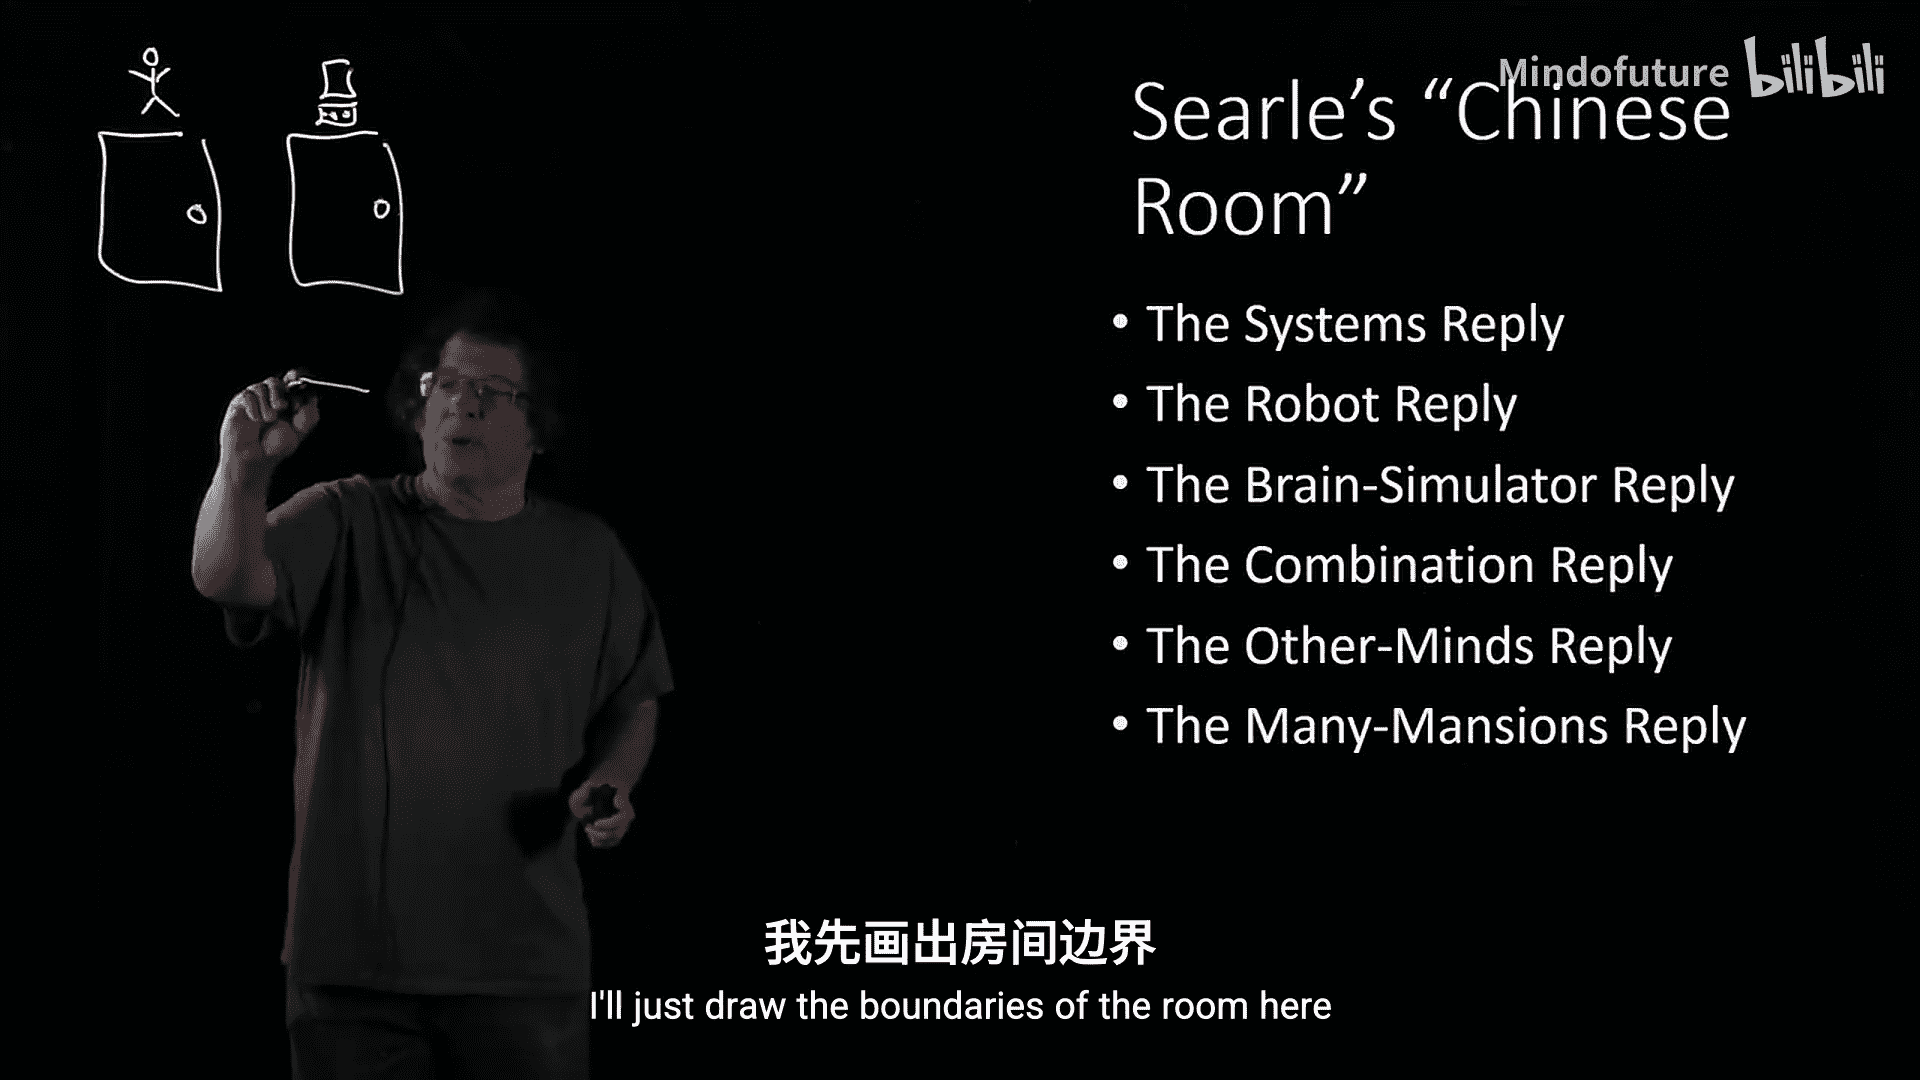 Mindofuture bilibili
Searle's “Chinese
Room”
• The Systems Reply
• The Robot Reply
• The Brain-Simulator Reply
• The Combination Reply
• The Other-Minds Reply
• The Many-Mansions Reply
我先画出房间边界
I'll just draw the boundaries of the room here